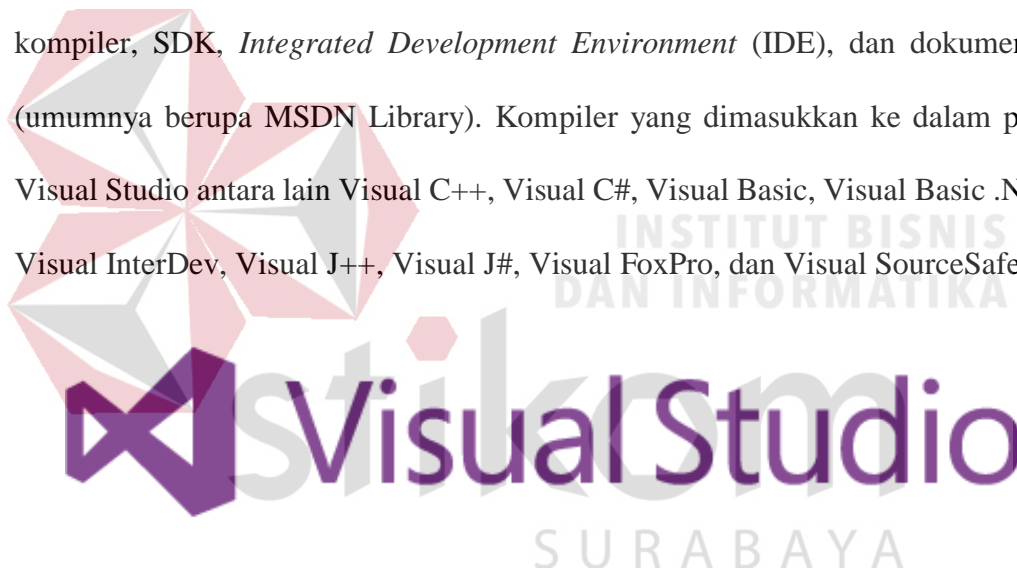 kompiler, SDK, Integrated Development Environment (IDE), dan dokumen
(umumnya berupa MSDN Library). Kompiler yang dimasukkan ke dalam p
Visual Studio antara lain Visual C++, Visual C#, Visual Basic, Visual Basic .N
INSTITUT BISNIS
Visual InterDev, Visual J++, Visual J#, Visual FoxPro, dan Visual SourceSafe
DAN INFORMATIKA
stikom
Visual Studio
SURABAYA